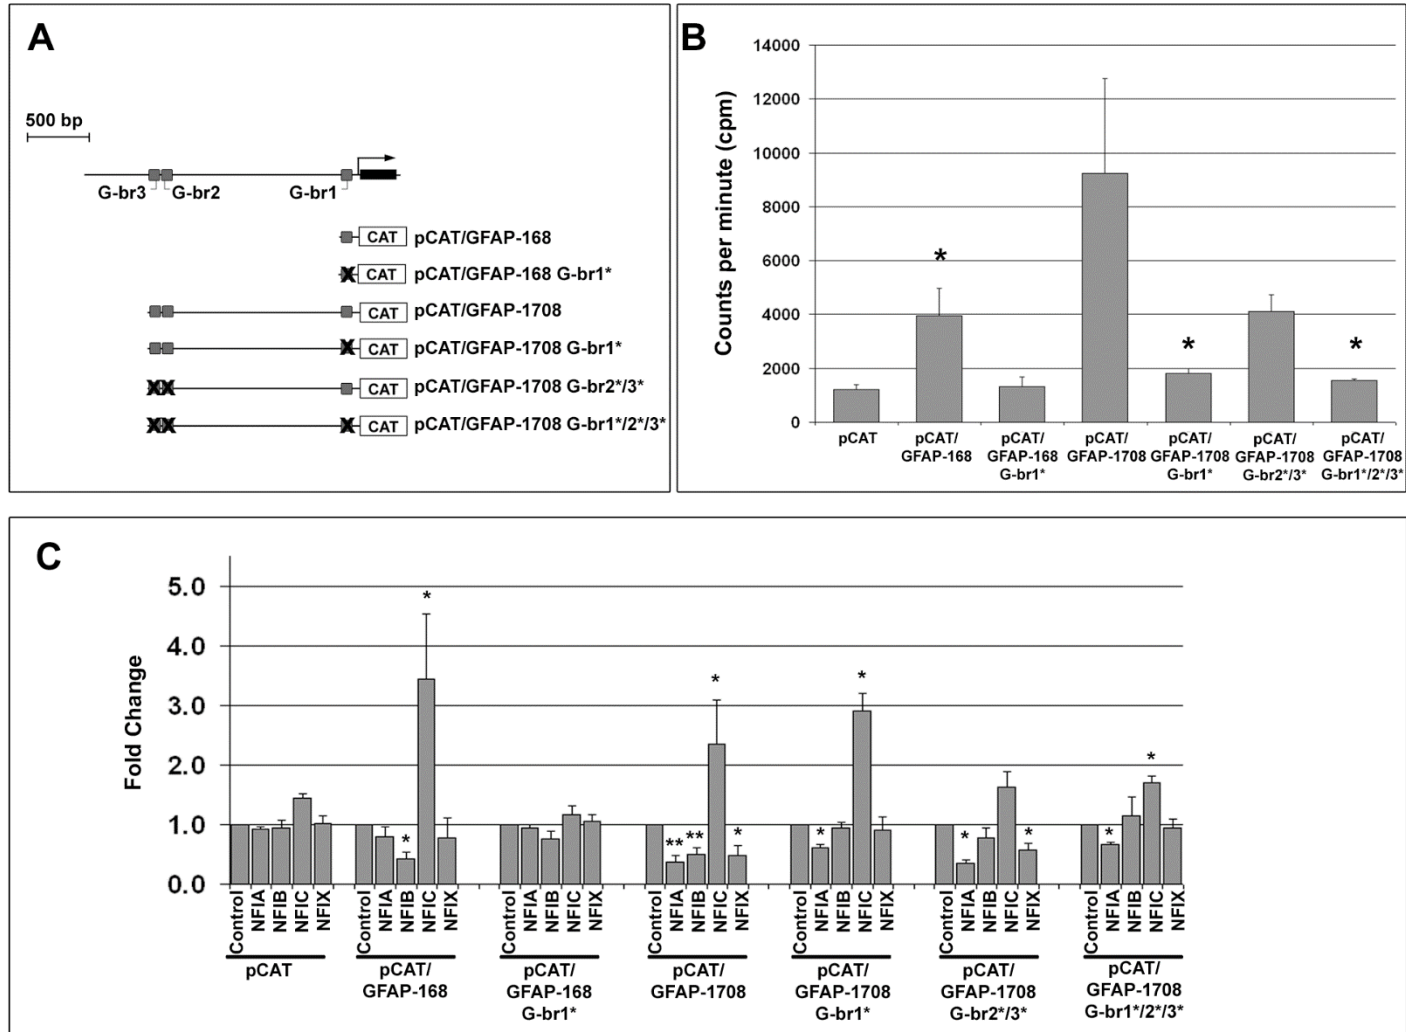 A
500 bp
G-br3
G-br2
G-br1
CAT pCAT/GFAP-168
X CAT pCAT/GFAP-168 G-br1*
CAT pCAT/GFAP-1708
X CAT pCAT/GFAP-1708 G-br1*
X X CAT pCAT/GFAP-1708 G-br2*/3*
X X X CAT pCAT/GFAP-1708 G-br1*/2*/3*
B
Counts per minute (cpm)
14000
12000
10000
8000
6000
4000
2000
0
*
*
*
pCAT
pCAT/
GFAP-168
pCAT/
GFAP-168
G-br1*
pCAT/
GFAP-1708
pCAT/
GFAP-1708
G-br1*
pCAT/
GFAP-1708
G-br2*/3*
pCAT/
GFAP-1708
G-br1*/2*/3*
C
Fold Change
5.0
4.0
3.0
2.0
1.0
0.0
*
*
**
**
*
*
*
*
*
*
*
*
Control
NFIA
NFIB
NFIC
NFIX
pCAT
Control
NFIA
NFIB
NFIC
NFIX
pCAT/
GFAP-168
Control
NFIA
NFIB
NFIC
NFIX
pCAT/
GFAP-168
G-br1*
Control
NFIA
NFIB
NFIC
NFIX
pCAT/
GFAP-1708
Control
NFIA
NFIB
NFIC
NFIX
pCAT/
GFAP-1708
G-br1*
Control
NFIA
NFIB
NFIC
NFIX
pCAT/
GFAP-1708
G-br2*/3*
Control
NFIA
NFIB
NFIC
NFIX
pCAT/
GFAP-1708
G-br1*/2*/3*